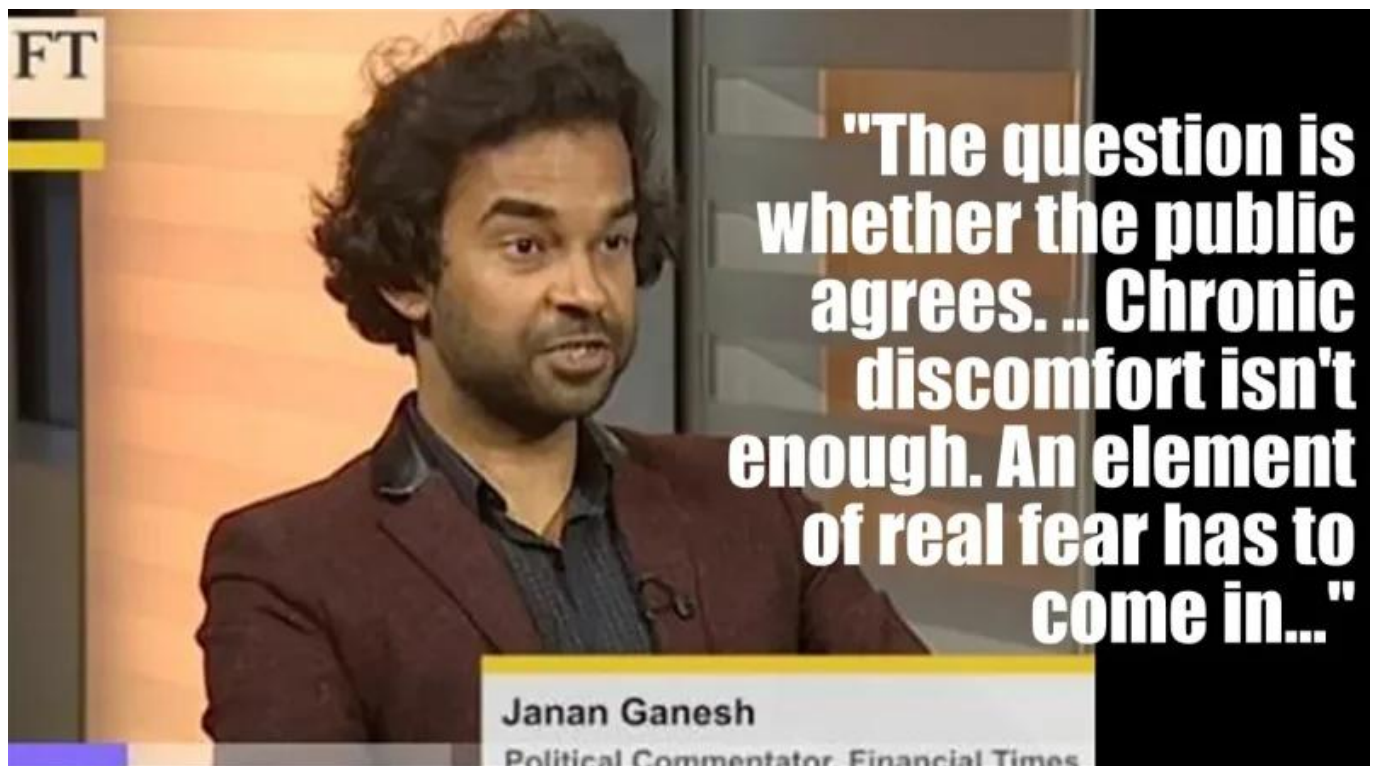 FT
"The question is
whether the public
agrees. .. Chronic
discomfort isn't
enough. An element
of real fear has to
come in..."
Janan Ganesh
Political Commentator, Financial Times